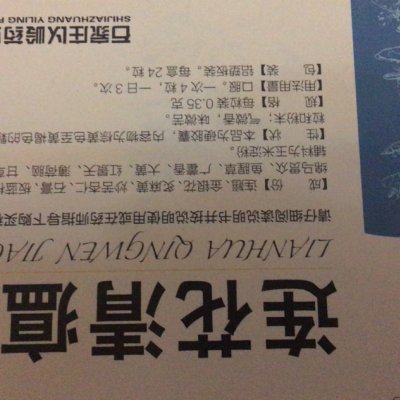 连花清瘟
LIANHUA QINGWEN JIAO
请仔细阅读说明书并按说明使用或在药师指导下购买
【成 份】连翘、金银花、炙麻黄、炒苦杏仁、石膏、板蓝
绵马贯众、鱼腥草、广藿香、大黄、红景天、薄荷脑、甘草
辅料为玉米淀粉。
【性 状】本品为硬胶囊，内容物为棕黄色至黄褐色的颗
粒和粉末；气微香，味微苦。
【规 格】每粒装0.35克
【用法用量】口服。一次4粒，一日3次。
【包 装】铝塑板装。每盒24粒。
石家庄以岭药
SHIJIAZHUANG YILING